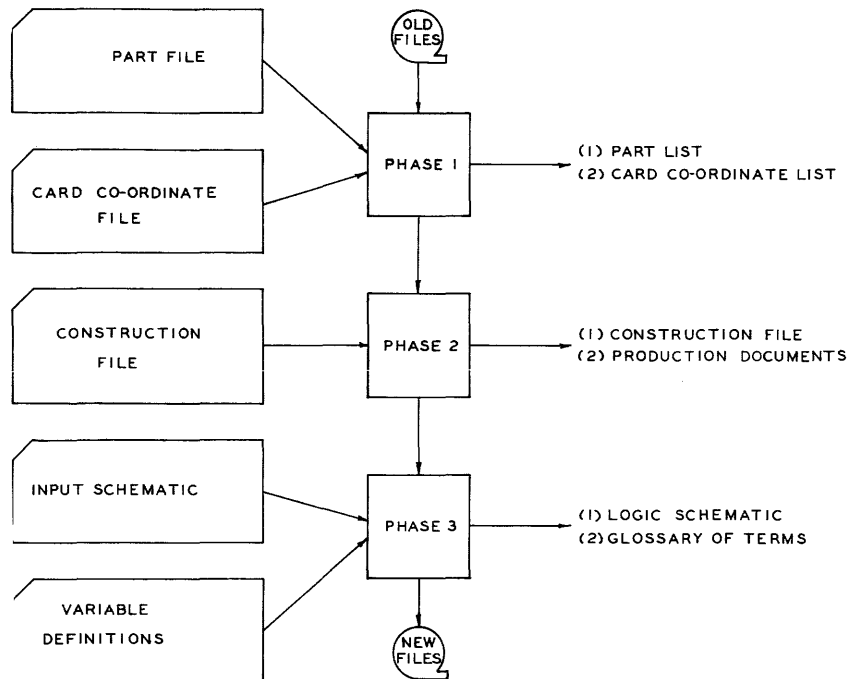 OLD
FILES
PART FILE
PHASE 1
(1) PART LIST
(2) CARD CO-ORDINATE LIST
CARD CO-ORDINATE
FILE
CONSTRUCTION
FILE
PHASE 2
(1) CONSTRUCTION FILE
(2) PRODUCTION DOCUMENTS
INPUT SCHEMATIC
PHASE 3
(1) LOGIC SCHEMATIC
(2) GLOSSARY OF TERMS
VARIABLE
DEFINITIONS
NEW
FILES